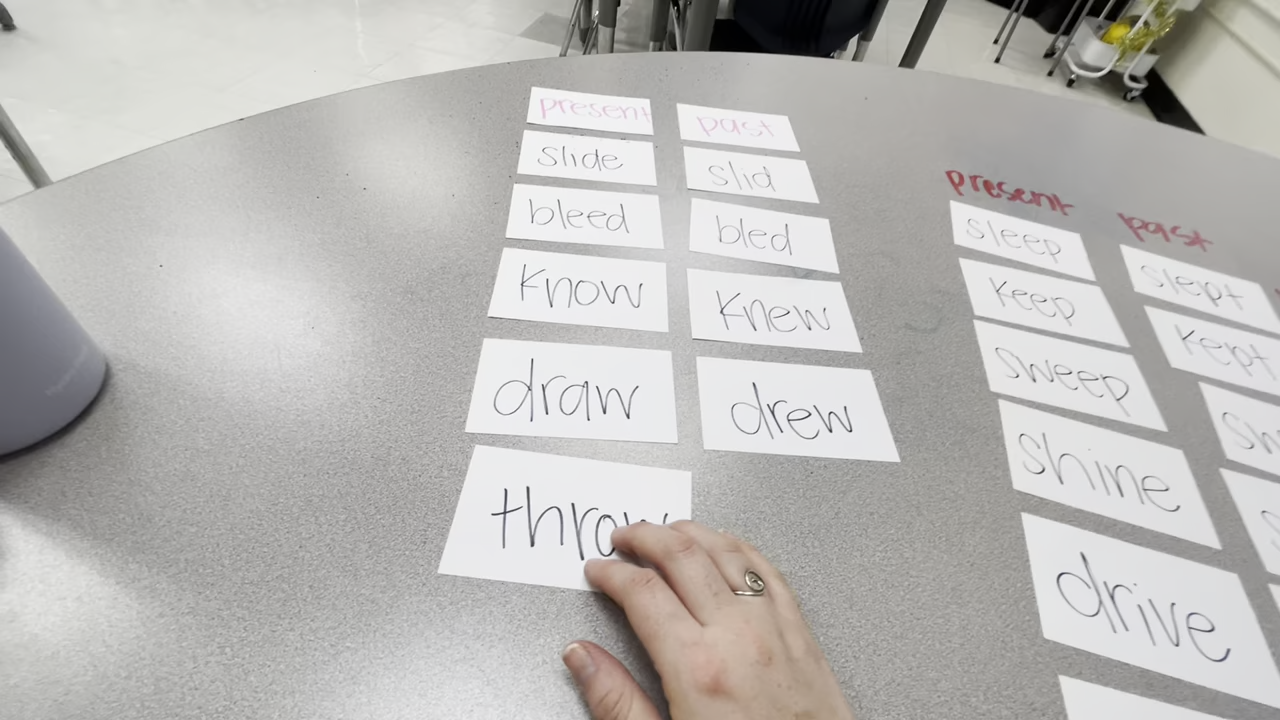 present past
slide slid
bleed bled
know knew
draw drew
throw
present past
sleep slept
keep kept
sweep
shine
drive